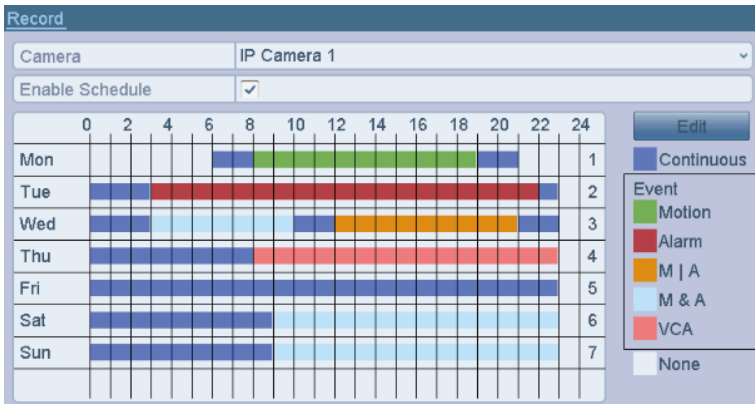 Record
Camera IP Camera 1
Enable Schedule
0 2 4 6 8 10 12 14 16 18 20 22 24 Edit
Mon 1 Continuous
Tue 2 Event
Motion
Wed 3 Alarm
Thu 4 M | A
Fri 5 M & A
Sat 6 VCA
Sun 7 None